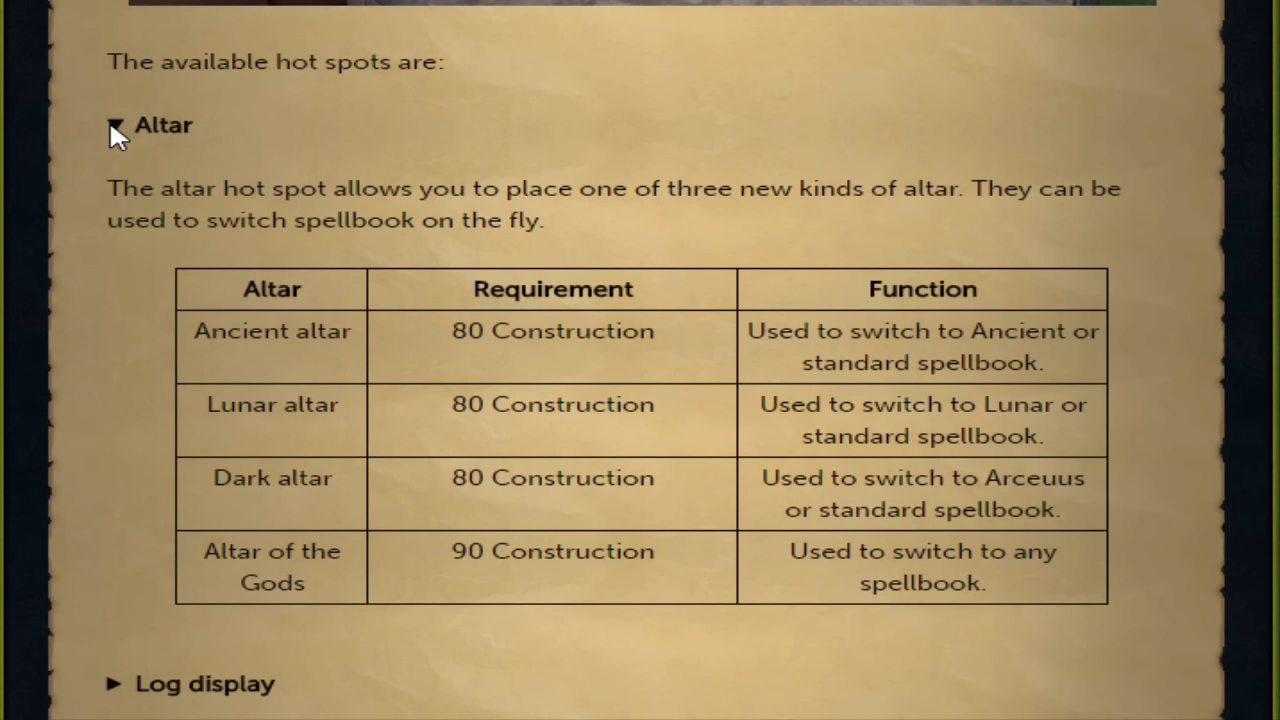 The available hot spots are:
Altar
The altar hot spot allows you to place one of three new kinds of altar. They can be
used to switch spellbook on the fly.
Altar Requirement Function
Ancient altar 80 Construction Used to switch to Ancient or
standard spellbook.
Lunar altar 80 Construction Used to switch to Lunar or
standard spellbook.
Dark altar 80 Construction Used to switch to Arceuus
or standard spellbook.
Altar of the 90 Construction Used to switch to any
Gods spellbook.
Log display